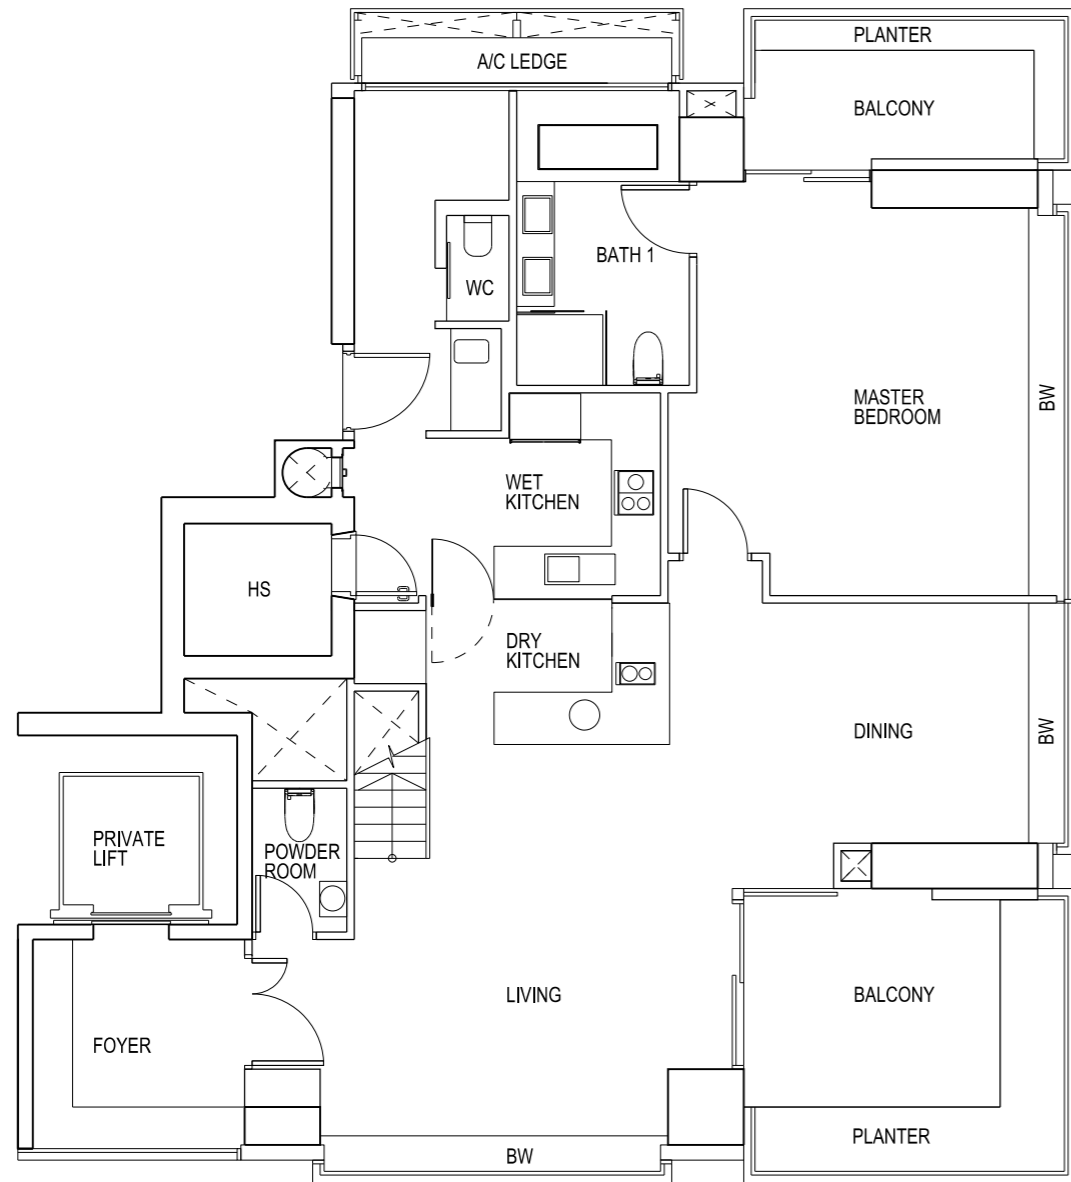 PLANTER
A/C LEDGE
BALCONY
BATH 1
WC
MASTER
BEDROOM
BW
WET
KITCHEN
HS
DRY
KITCHEN
DINING
BW
PRIVATE
LIFT
POWDER
ROOM
LIVING
BALCONY
FOYER
PLANTER
BW